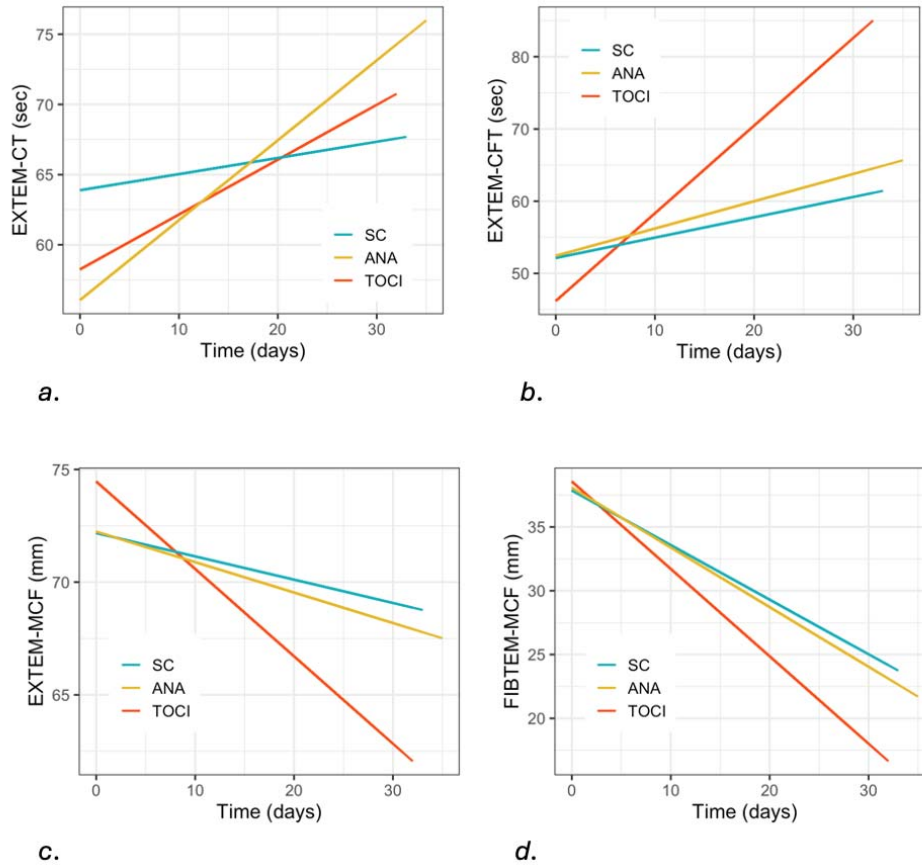 75
70
65
60
EXTEM-CT (sec)
SC
ANA
TOCI
0 10 20 30
Time (days)
a.
80
70
60
50
EXTEM-CFT (sec)
SC
ANA
TOCI
0 10 20 30
Time (days)
b.
75
70
65
EXTEM-MCF (mm)
SC
ANA
TOCI
0 10 20 30
Time (days)
c.
35
30
25
20
FIBTEM-MCF (mm)
SC
ANA
TOCI
0 10 20 30
Time (days)
d.